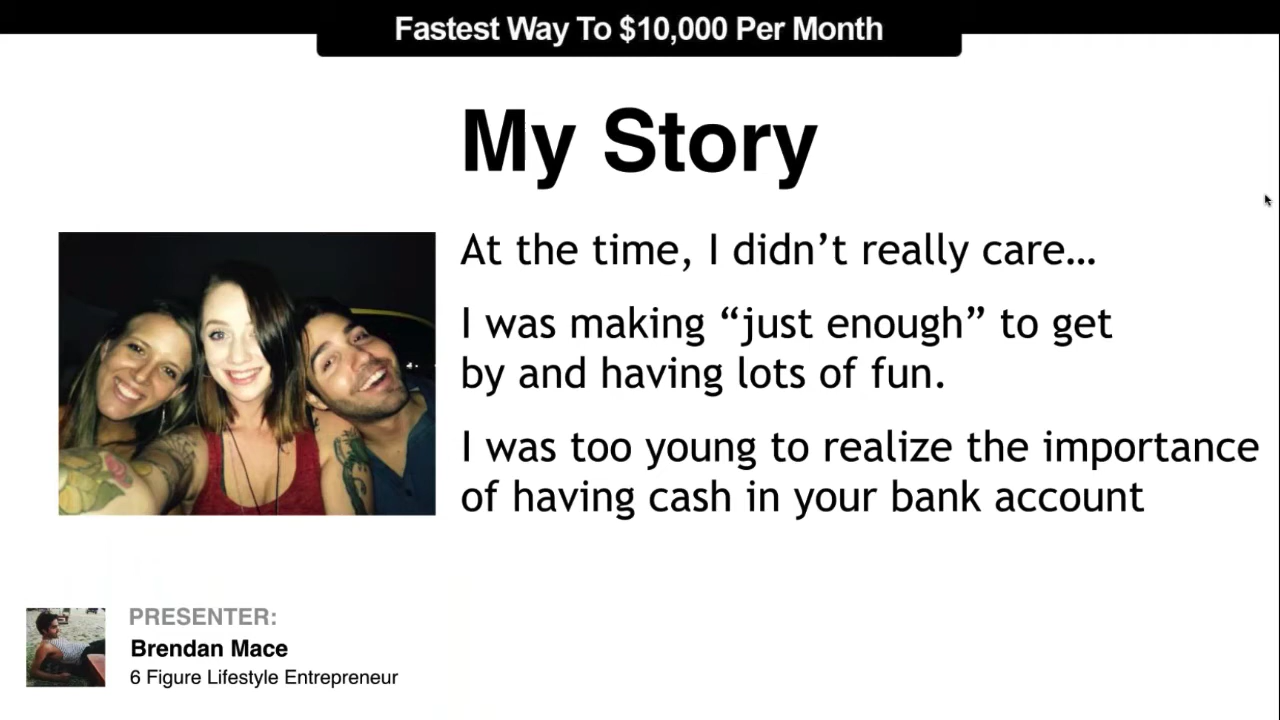 Fastest Way To $10,000 Per Month
My Story
At the time, I didn’t really care…
I was making “just enough” to get
by and having lots of fun.
I was too young to realize the importance
of having cash in your bank account
PRESENTER:
Brendan Mace
6 Figure Lifestyle Entrepreneur